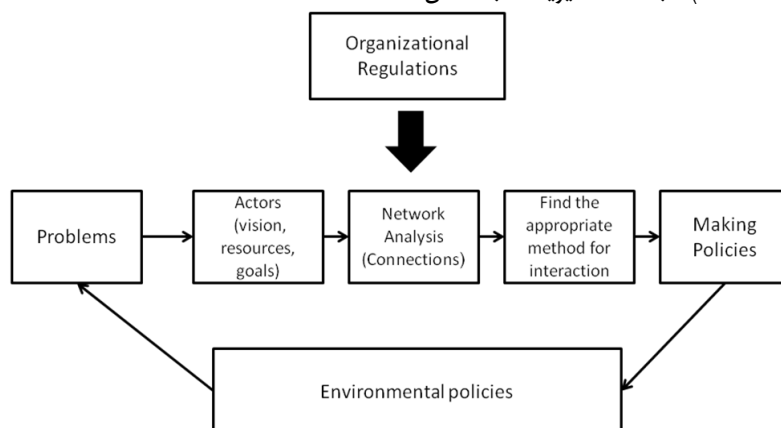 Organizational
Regulations
Problems
Actors
(vision,
resources,
goals)
Network
Analysis
(Connections)
Find the
appropriate
method for
interaction
Making
Policies
Environmental policies